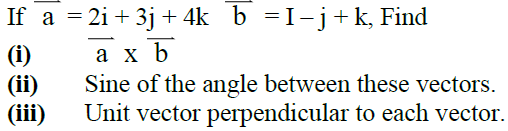 If a = 2i + 3j + 4k b = I – j + k, Find
(i) a x b
(ii) Sine of the angle between these vectors.
(iii) Unit vector perpendicular to each vector.